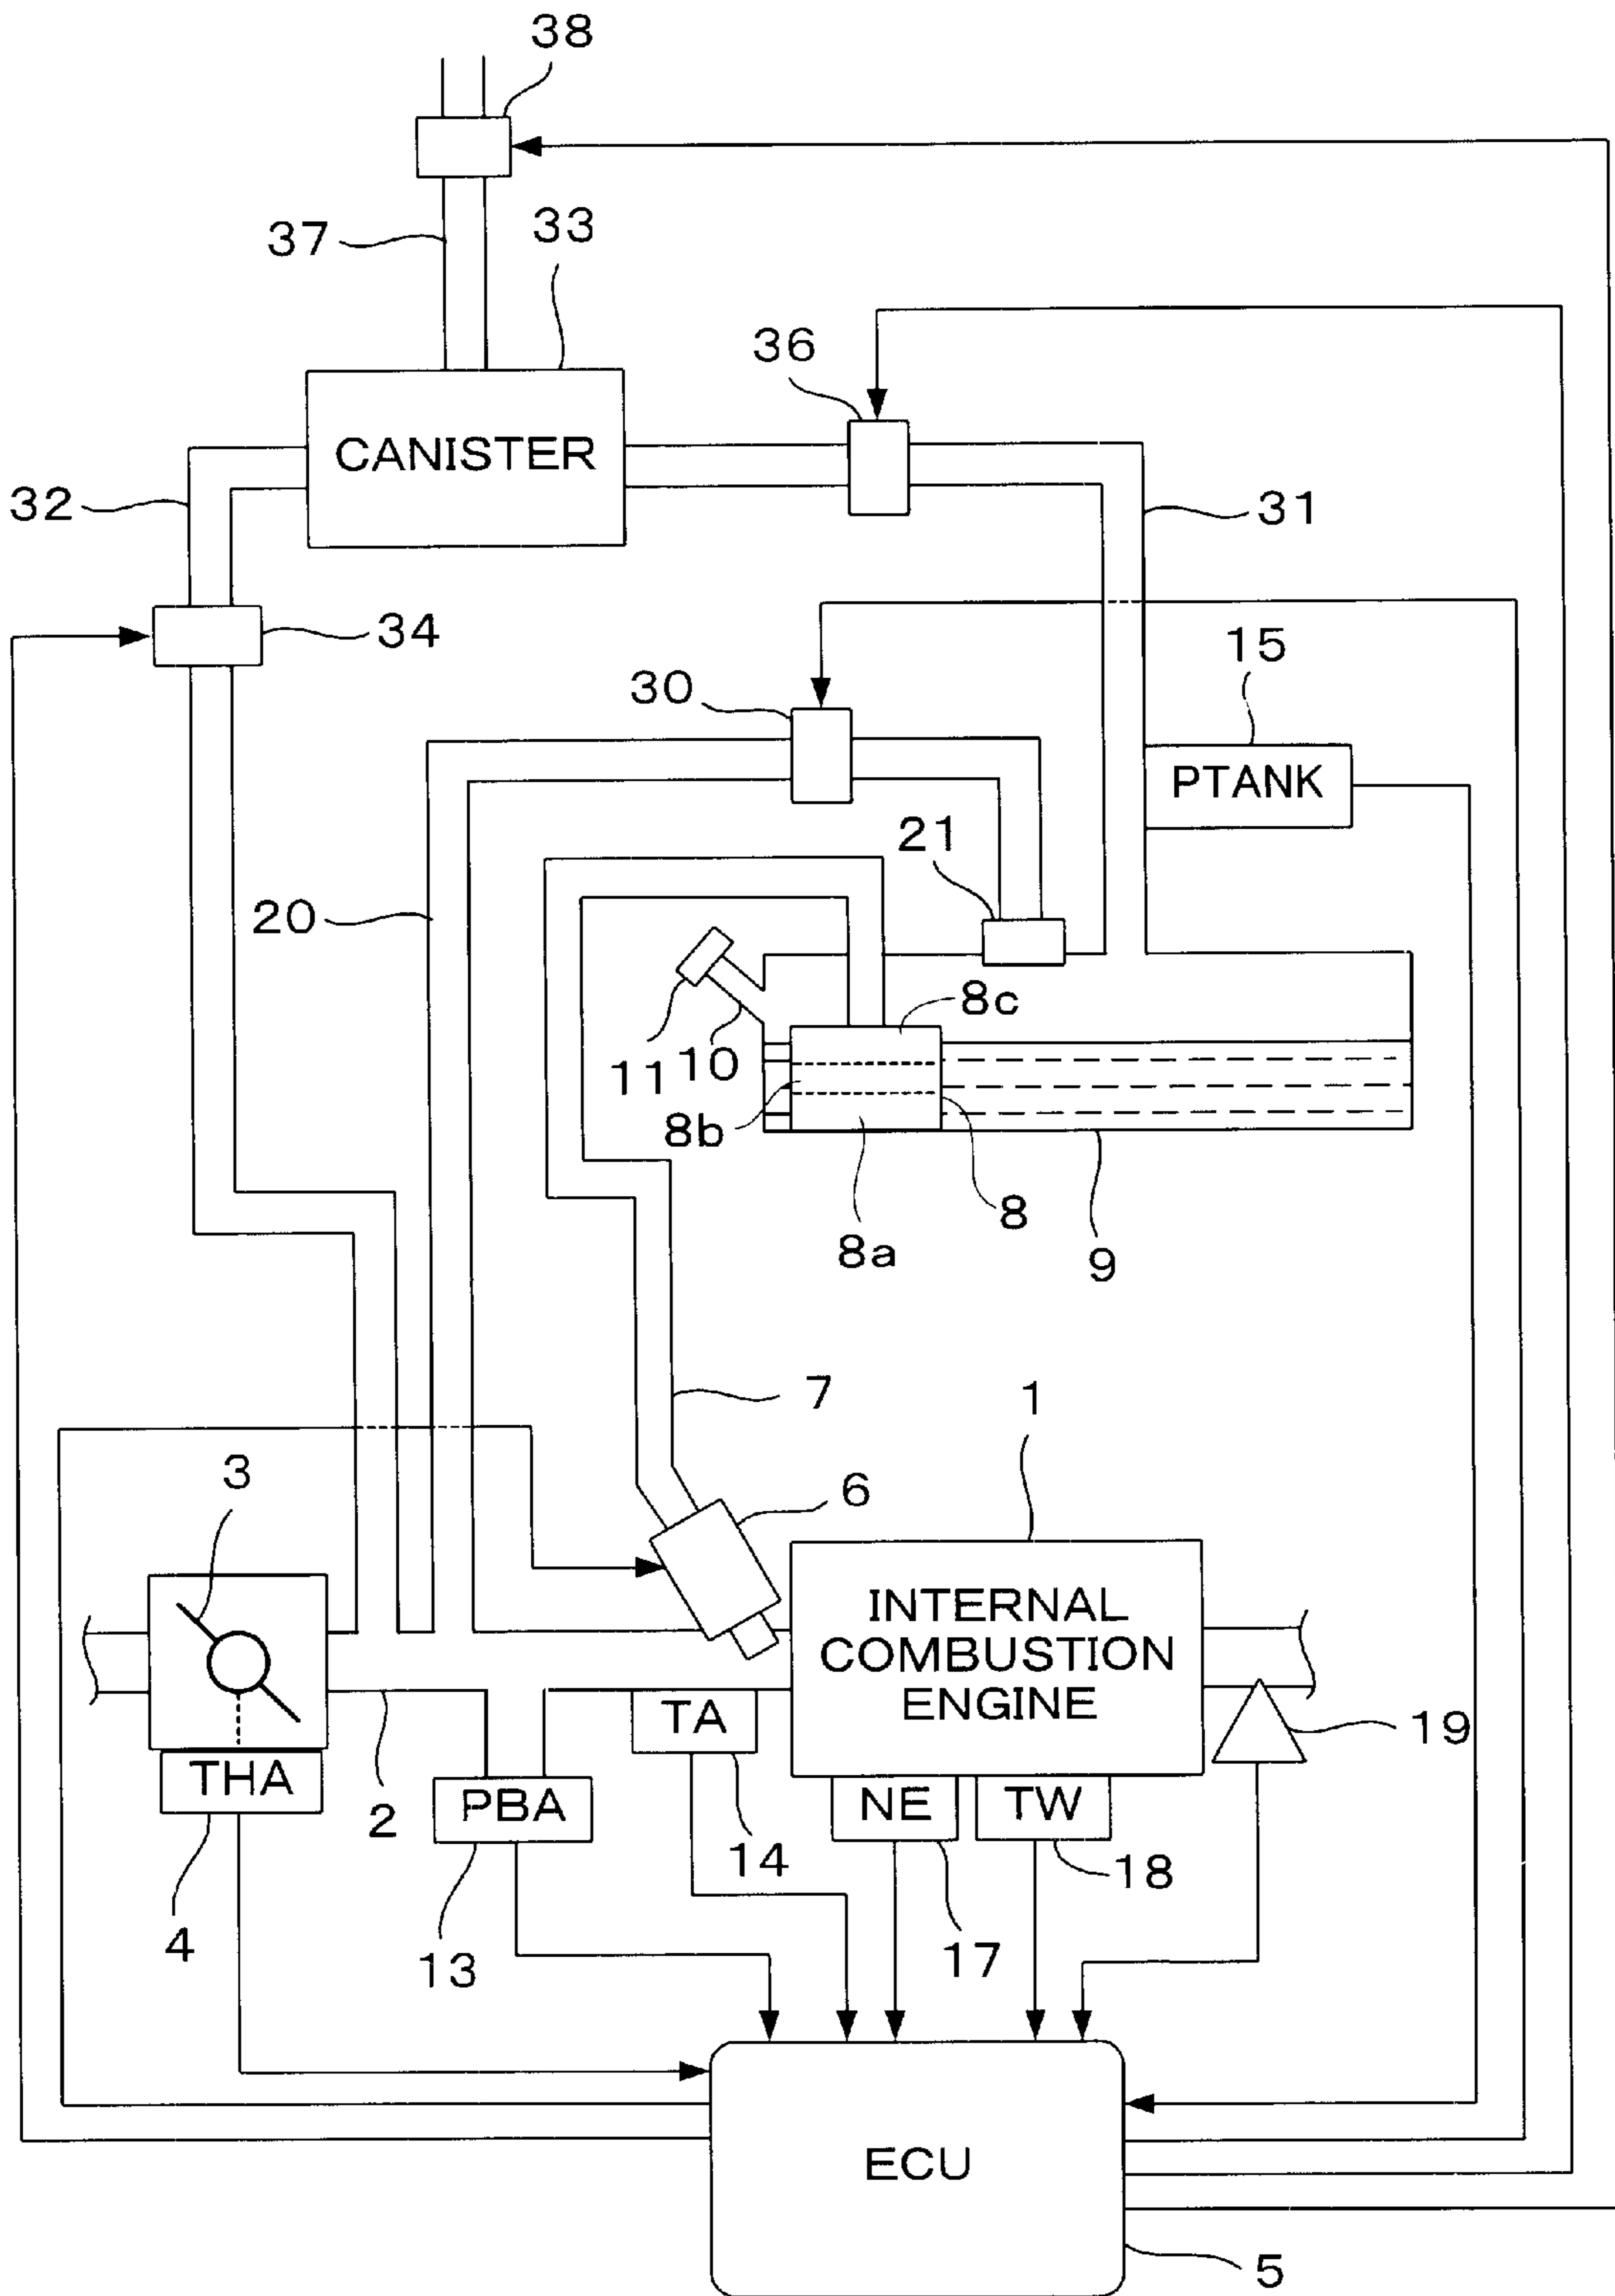 38
37
33
36
CANISTER
32
31
34
15
30
PTANK
21
20
8c
11
10
8b
8
8a
9
7
1
3
6
INTERNAL
COMBUSTION
ENGINE
TA
19
THA
2
PBA
NE
TW
14
18
4
13
17
ECU
5